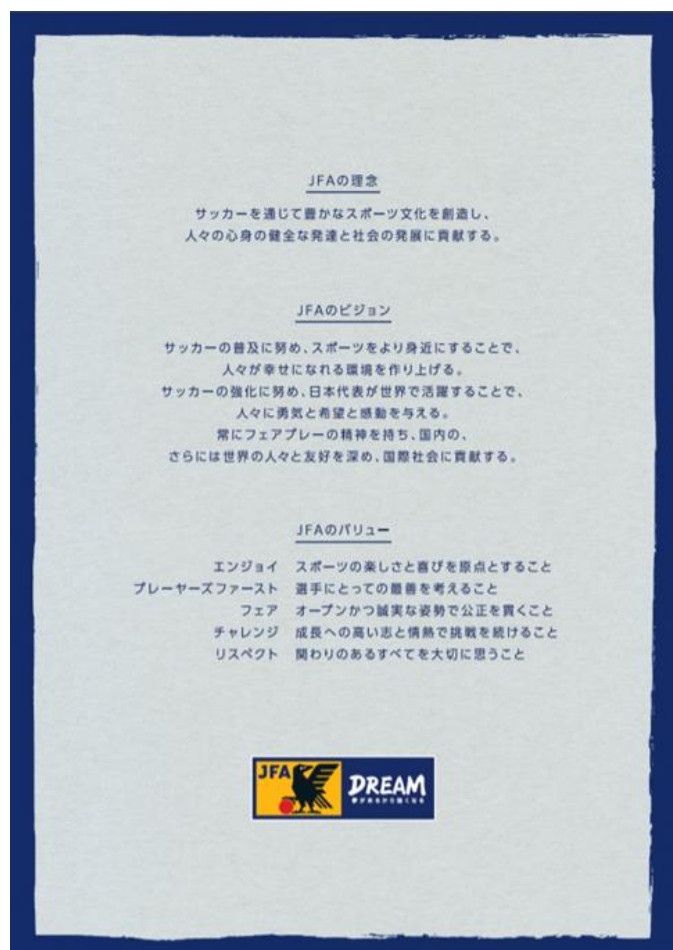 JFAの理念
サッカーを通じて豊かなスポーツ文化を創造し、
人々の心身の健全な発達と社会の発展に貢献する。
JFAのビジョン
サッカーの普及に努め、スポーツをより身近にすることで、
人々が幸せになれる環境を作り上げる。
サッカーの強化に努め、日本代表が世界で活躍することで、
人々に勇気と希望と感動を与える。
常にフェアプレーの精神を持ち、国内の、
さらには世界の人々と友好を深め、国際社会に貢献する。
JFAのバリュー
エンジョイ スポーツの楽しさと喜びを原点とすること
プレーヤーズファースト 選手にとっての最善を考えること
フェア オープンかつ誠実な姿勢で公正を貫くこと
チャレンジ 成長への高い志と情熱で挑戦を続けること
リスペクト 関わりのあるすべてを大切に思うこと
JFA
DREAM
夢があるから強くなる